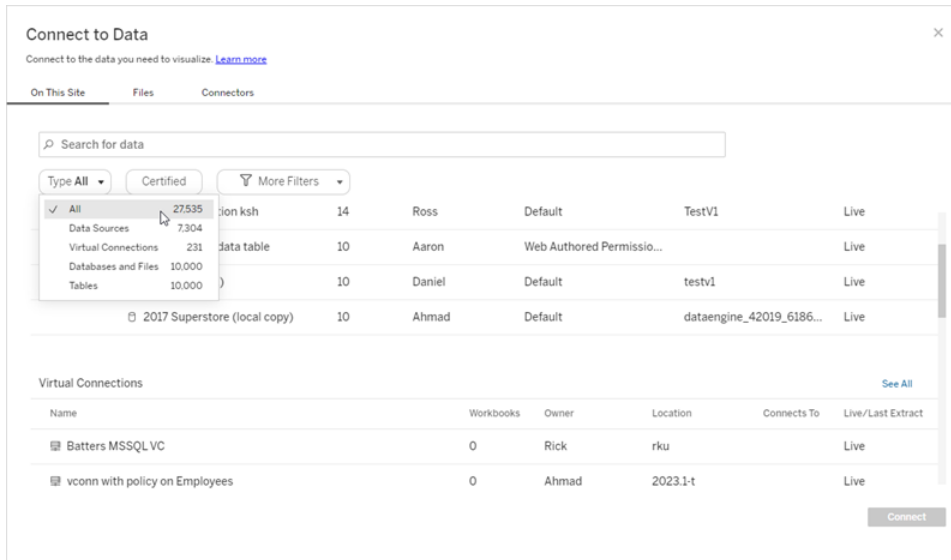 Connect to Data
Connect to the data you need to visualize. Learn more
On This Site Files Connectors
Search for data
Type All Certified More Filters
All 27,535
Data Sources 7,304
Virtual Connections 231
Databases and Files 10,000
Tables 10,000
ion ksh 14 Ross Default TestV1 Live
data table 10 Aaron Web Authored Permissio... Live
) 10 Daniel Default testv1 Live
2017 Superstore (local copy) 10 Ahmad Default dataengine_42019_6186... Live
Virtual Connections See All
Name Workbooks Owner Location Connects To Live/Last Extract
Batters MSSQL VC 0 Rick rku Live
vconn with policy on Employees 0 Ahmad 2023.1-t Live
Connect